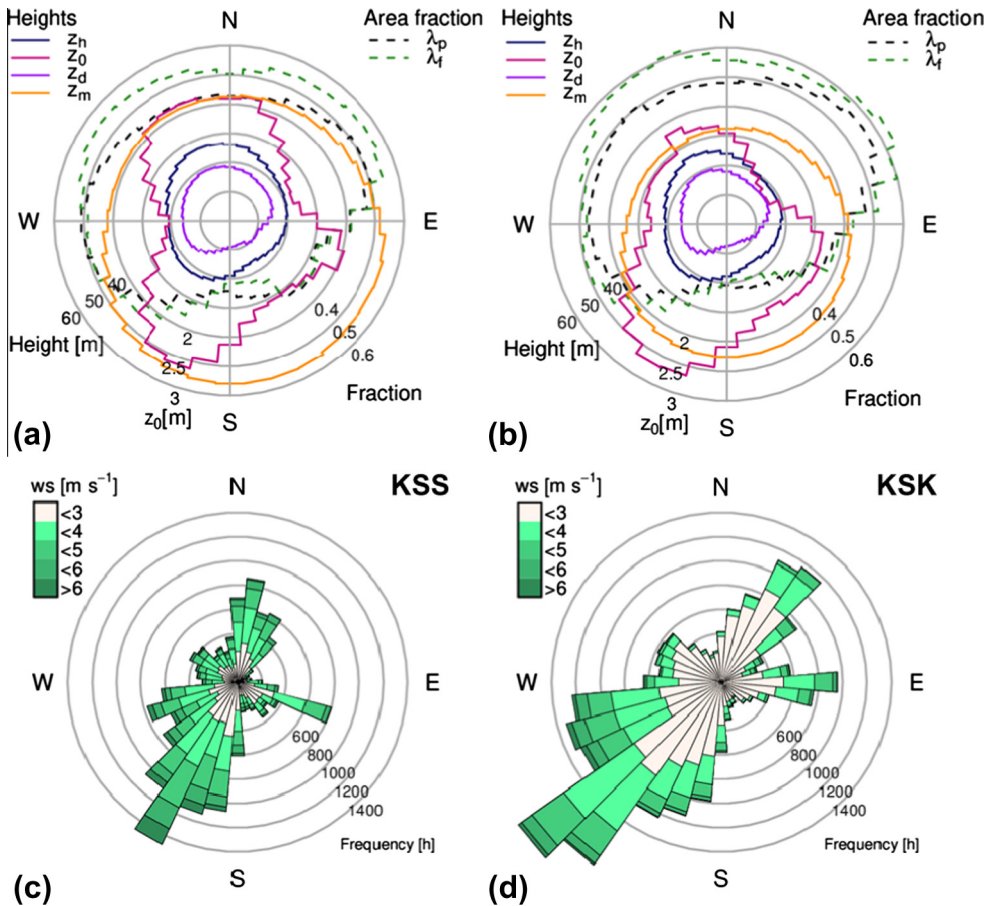 Heights
z_h
z_0
z_d
z_m
N
Area fraction
λ_p
λ_f
W
E
40
50
60
Height [m]
2
2.5
3
z_0[m]
S
0.4
0.5
0.6
Fraction
(a)
Heights
z_h
z_0
z_d
z_m
N
Area fraction
λ_p
λ_f
W
E
40
50
60
Height [m]
2
2.5
3
z_0[m]
S
0.4
0.5
0.6
Fraction
(b)
ws [m s⁻¹]
<3
<4
<5
<6
>6
N
KSS
W
E
600
800
1000
1200
1400
Frequency [h]
S
(c)
ws [m s⁻¹]
<3
<4
<5
<6
>6
N
KSK
W
E
600
800
1000
1200
1400
Frequency [h]
S
(d)